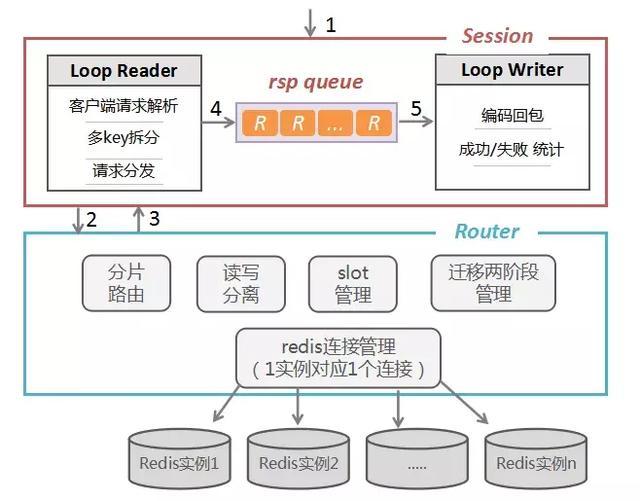 1
Session
Loop Reader
客户端请求解析
多key拆分
请求分发
4
rsp queue
R R ... R
5
Loop Writer
编码回包
成功/失败 统计
2
3
Router
分片
路由
读写
分离
slot
管理
迁移两阶段
管理
redis连接管理
（1实例对应1个连接）
Redis实例1
Redis实例2
.....
Redis实例n